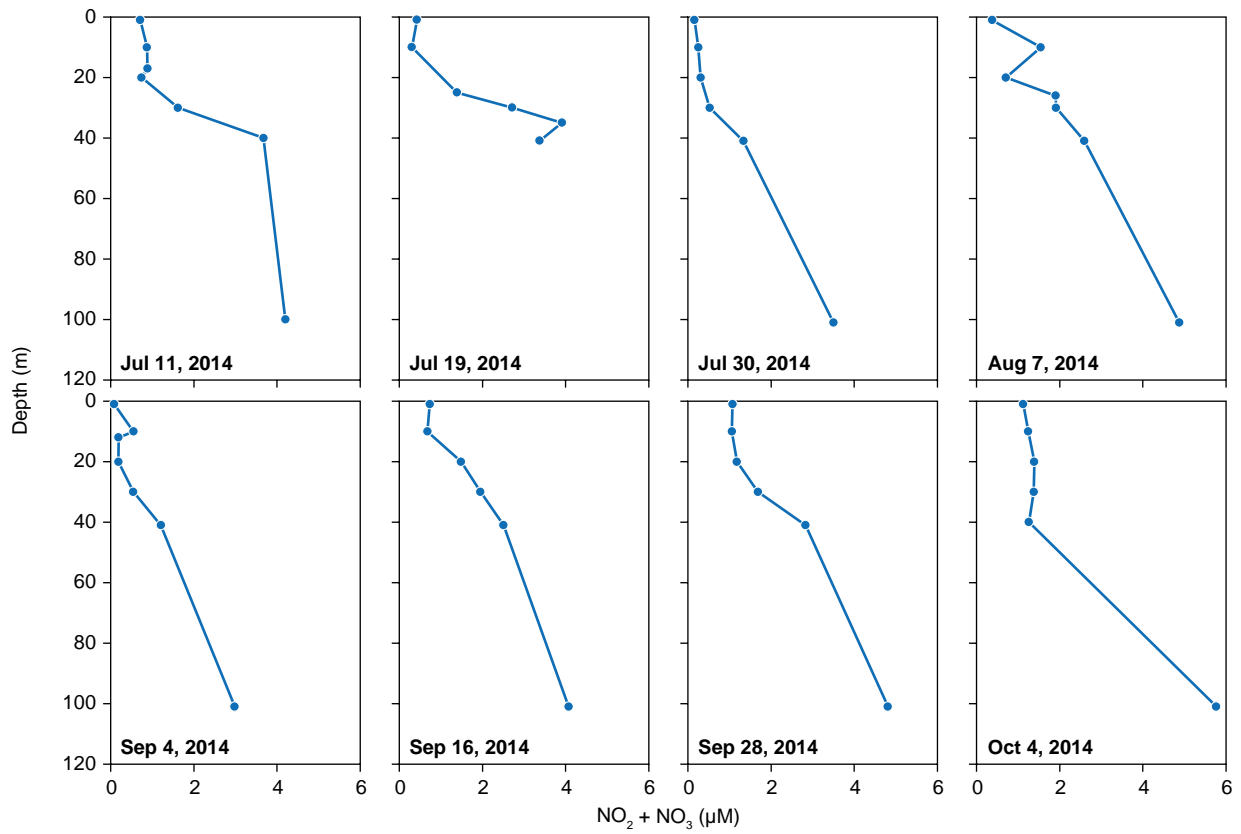 0
20
40
60
80
100
120
Jul 11, 2014
Jul 19, 2014
Jul 30, 2014
Aug 7, 2014
Depth (m)
0
20
40
60
80
100
120
Sep 4, 2014
Sep 16, 2014
Sep 28, 2014
Oct 4, 2014
0 2 4 6
0 2 4 6
0 2 4 6
0 2 4 6
NO₂ + NO₃ (µM)